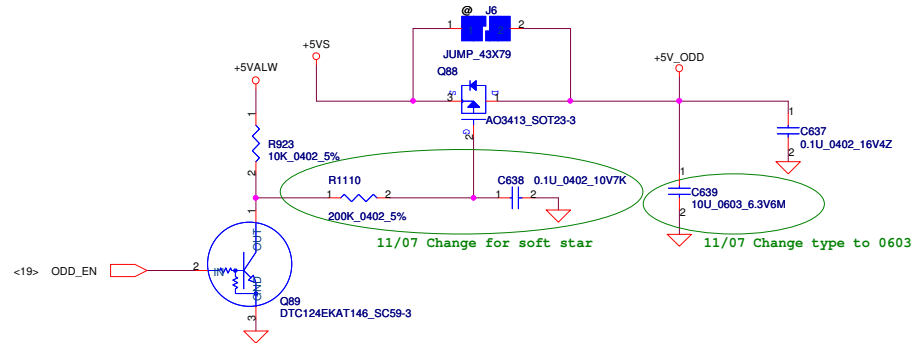 @ J6
1 2
1 2
JUMP_43X79
+5VS
+5V_ODD
+5VALW
Q88
3 S D 1
G
2
AO3413_SOT23-3
1
R923
10K_0402_5%
2
1
C637
0.1U_0402_16V4Z
2
R1110
1 2
200K_0402_5%
C638 0.1U_0402_10V7K
1 2
1
C639
10U_0603_6.3V6M
2
11/07 Change for soft star
11/07 Change type to 0603
1
OUT
<19> ODD_EN
2
IN
GND
3
Q89
DTC124EKAT146_SC59-3